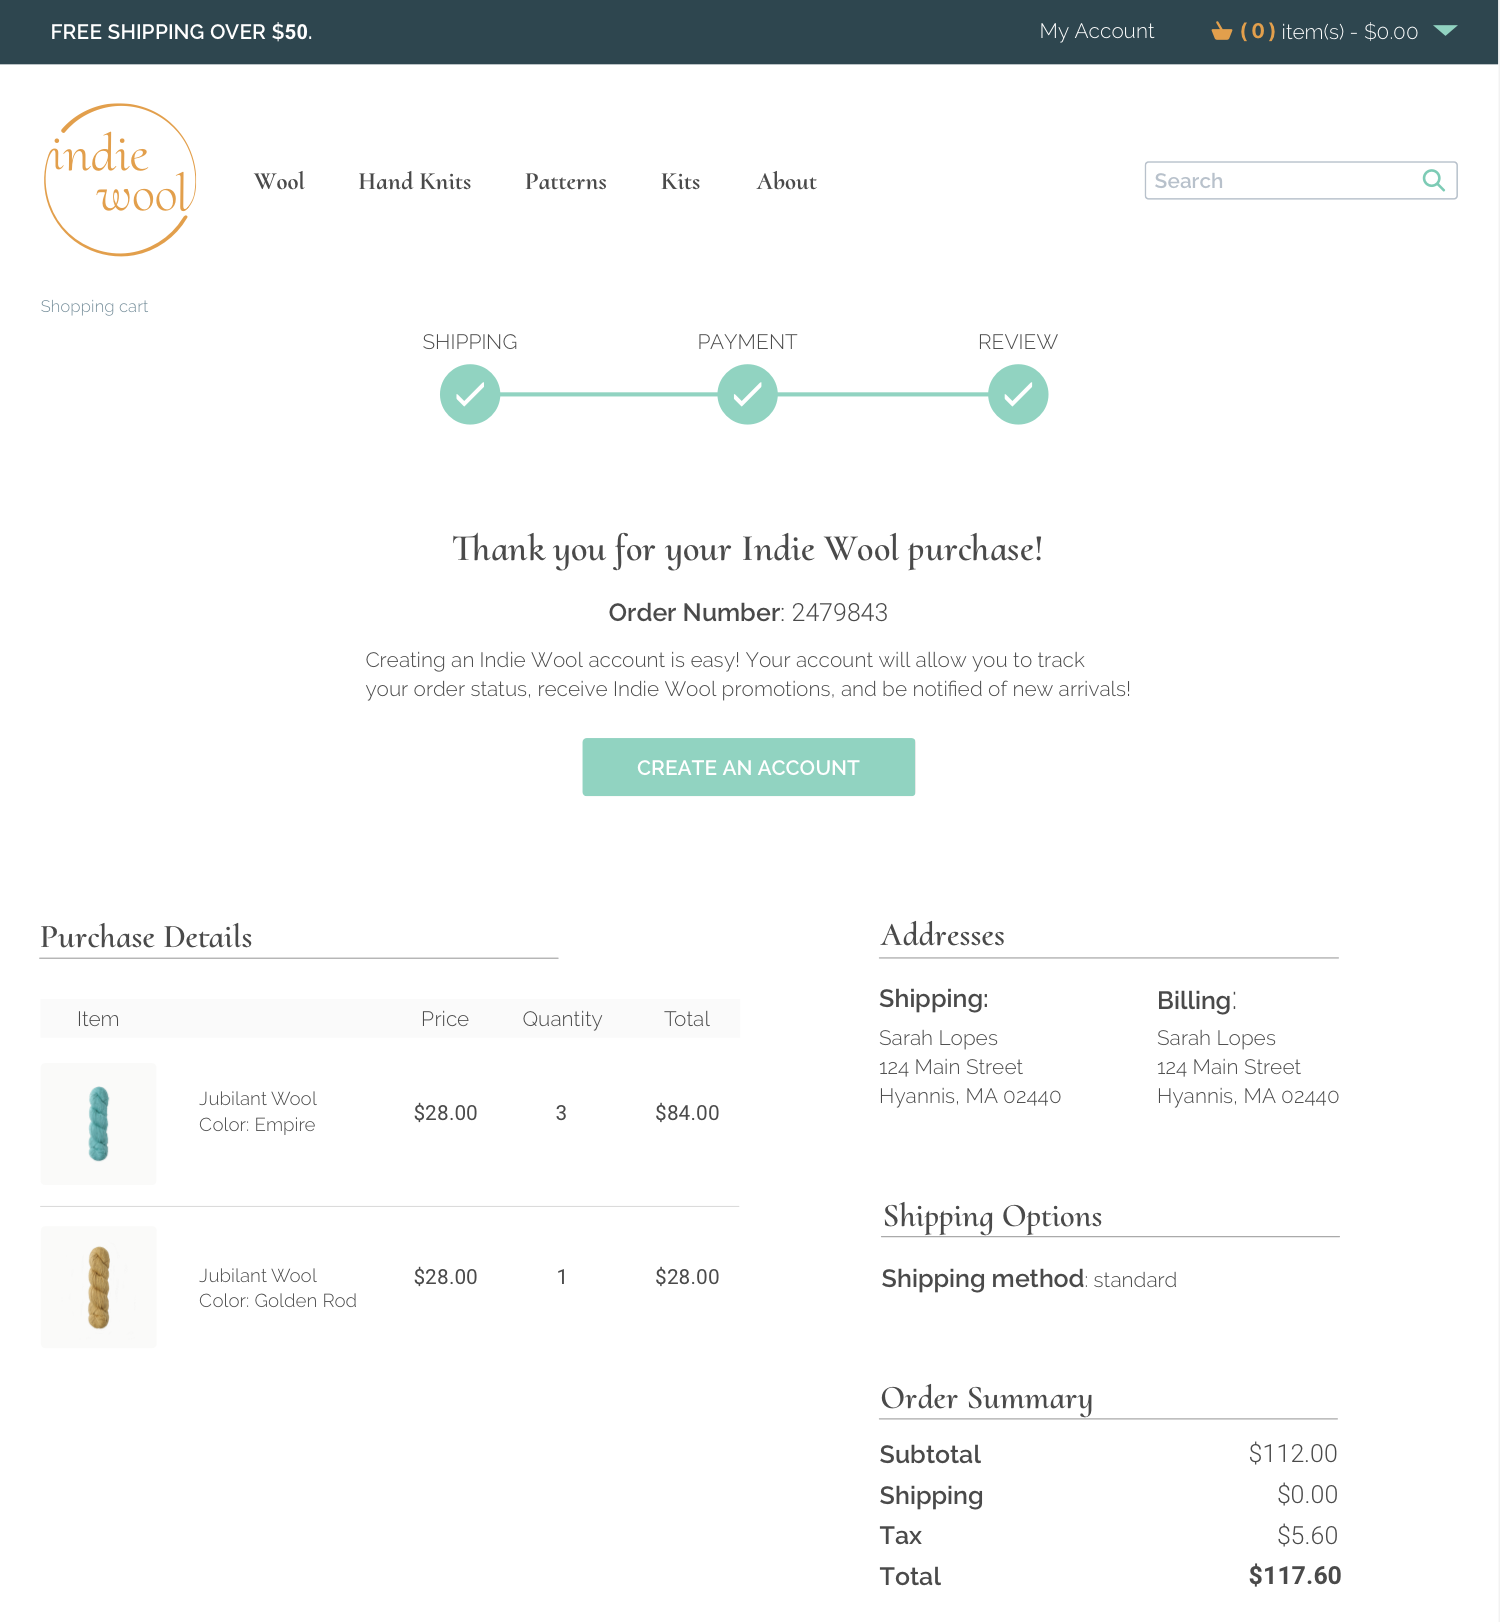 FREE SHIPPING OVER $50.
My Account
( 0 ) item(s) - $0.00
indie
wool
Wool
Hand Knits
Patterns
Kits
About
Search
Shopping cart
SHIPPING
PAYMENT
REVIEW
Thank you for your Indie Wool purchase!
Order Number: 2479843
Creating an Indie Wool account is easy! Your account will allow you to track
your order status, receive Indie Wool promotions, and be notified of new arrivals!
CREATE AN ACCOUNT
Purchase Details
Item Price Quantity Total
Jubilant Wool
Color: Empire
$28.00 3 $84.00
Jubilant Wool
Color: Golden Rod
$28.00 1 $28.00
Addresses
Shipping:
Sarah Lopes
124 Main Street
Hyannis, MA 02440
Billing:
Sarah Lopes
124 Main Street
Hyannis, MA 02440
Shipping Options
Shipping method: standard
Order Summary
Subtotal $112.00
Shipping $0.00
Tax $5.60
Total $117.60